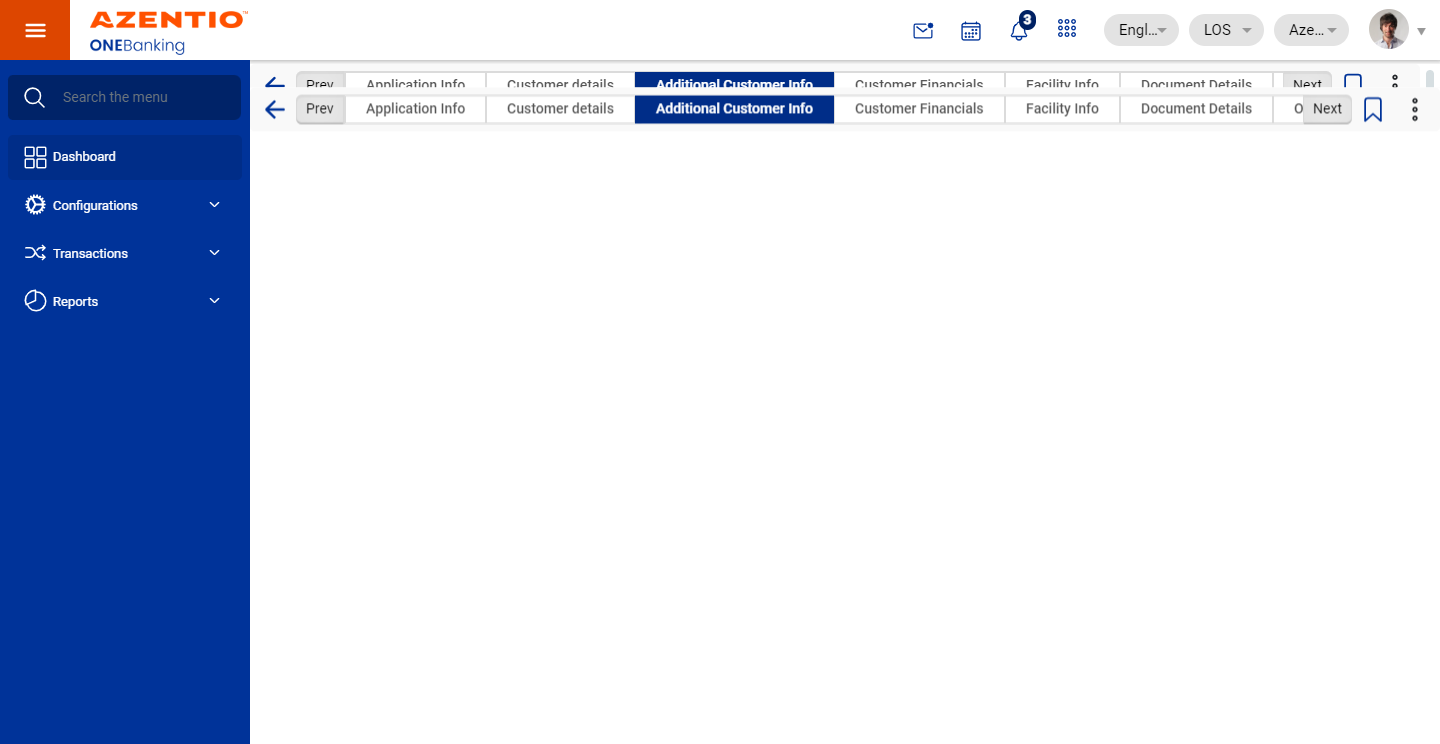 AZENTIO™
ONEBanking
3
Engl...
LOS
Aze...
Search the menu
Dashboard
Configurations
Transactions
Reports
Prev Application Info Customer details Additional Customer Info Customer Financials Facility Info Document Details Next
Prev Application Info Customer details Additional Customer Info Customer Financials Facility Info Document Details O Next